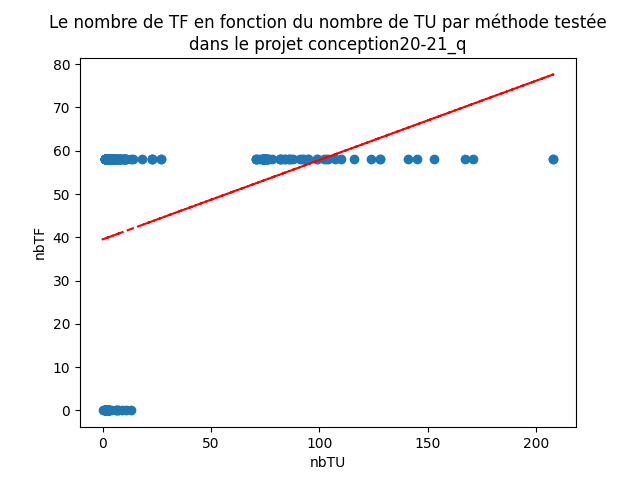 Le nombre de TF en fonction du nombre de TU par méthode testée
dans le projet conception20-21_q
80
70
60
50
40
30
20
10
0
nbTF
0 50 100 150 200
nbTU